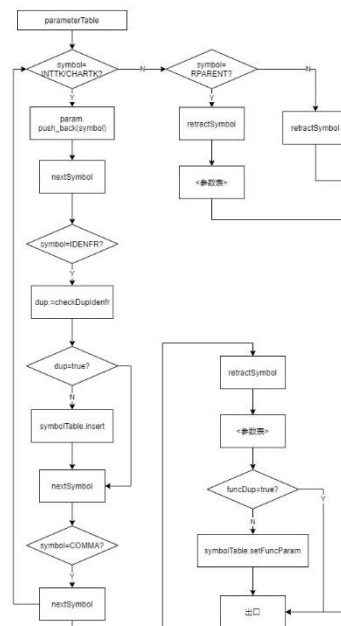 parameterTable
symbol=
INTTK/CHARTK?
N
symbol=
RPARENT?
N
Y
Y
param.
push_back(symbol)
retractSymbol
retractSymbol
nextSymbol
<参数表>
symbol=IDENFR?
Y
dup:=checkDupIdenfr
dup=true?
retractSymbol
N
symbolTable.insert
<参数表>
nextSymbol
funcDup=true?
Y
N
symbol=COMMA?
symbolTable.setFuncParam
Y
nextSymbol
出口